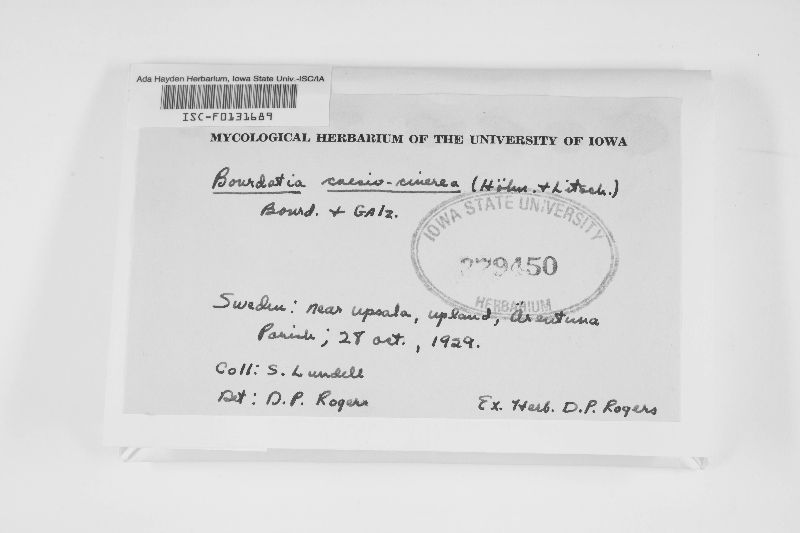 Ada Hayden Herbarium, Iowa State Univ.-ISC/IA
ISC-F0131689
MYCOLOGICAL HERBARIUM OF THE UNIVERSITY OF IOWA
Bourdotia caesio-cinerea (Höhn. + Litsch.)
Bourd. + Galz.
IOWA STATE UNIVERSITY
279450
HERBARIUM
Sweden: near upsala, upland, Ärentuna
Parish; 28 oct., 1929.
Coll: S. Lundell
Det: D.P. Rogers
Ex. Herb. D.P. Rogers